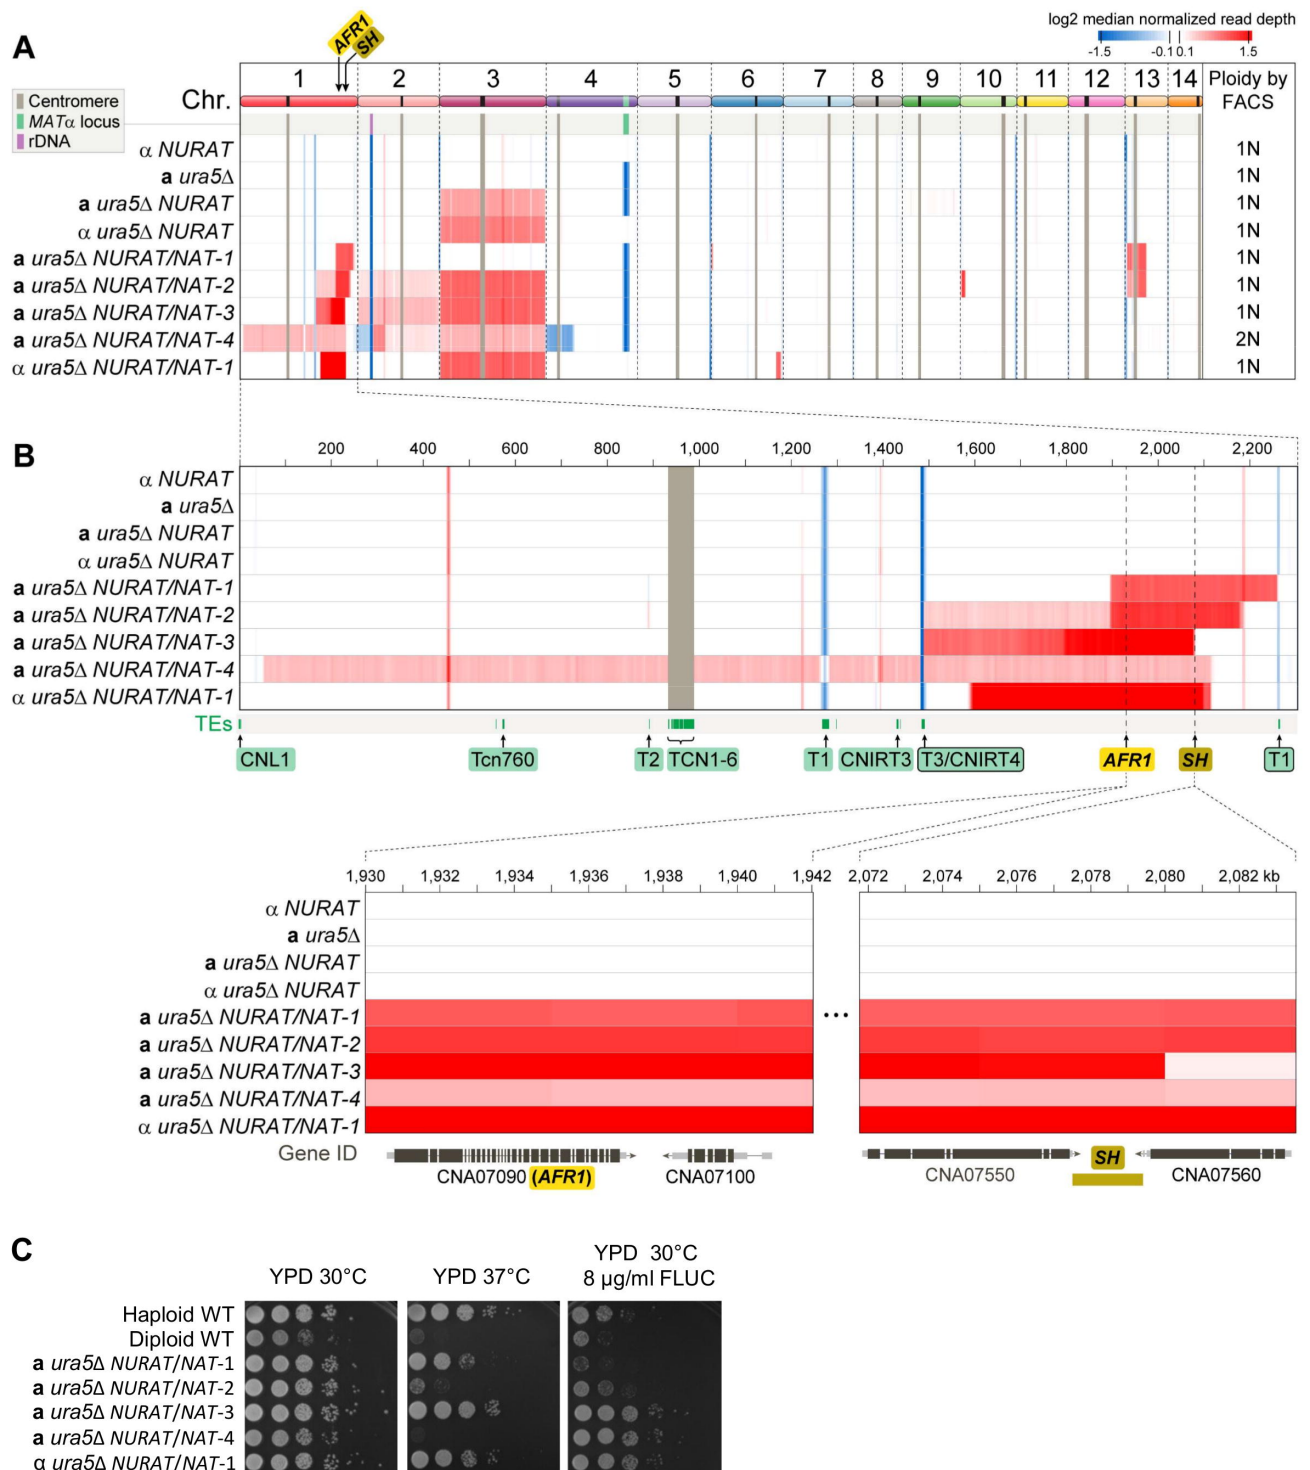 log2 median normalized read depth
-1.5 -0.1 0.1 1.5
A
AFR1
SH
Chr. 1 2 3 4 5 6 7 8 9 10 11 12 13 14 Ploidy by FACS
Centromere
MATα locus
rDNA
α NURAT 1N
a ura5Δ 1N
a ura5Δ NURAT 1N
α ura5Δ NURAT 1N
a ura5Δ NURAT/NAT-1 1N
a ura5Δ NURAT/NAT-2 1N
a ura5Δ NURAT/NAT-3 1N
a ura5Δ NURAT/NAT-4 2N
α ura5Δ NURAT/NAT-1 1N
B
200 400 600 800 1,000 1,200 1,400 1,600 1,800 2,000 2,200
α NURAT
a ura5Δ
a ura5Δ NURAT
α ura5Δ NURAT
a ura5Δ NURAT/NAT-1
a ura5Δ NURAT/NAT-2
a ura5Δ NURAT/NAT-3
a ura5Δ NURAT/NAT-4
α ura5Δ NURAT/NAT-1
TEs
CNL1 Tcn760 T2 TCN1-6 T1 CNIRT3 T3/CNIRT4 AFR1 SH T1
1,930 1,932 1,934 1,936 1,938 1,940 1,942 2,072 2,074 2,076 2,078 2,080 2,082 kb
α NURAT
a ura5Δ
a ura5Δ NURAT
α ura5Δ NURAT
a ura5Δ NURAT/NAT-1 •••
a ura5Δ NURAT/NAT-2
a ura5Δ NURAT/NAT-3
a ura5Δ NURAT/NAT-4
α ura5Δ NURAT/NAT-1
Gene ID
CNA07090 (AFR1) CNA07100 CNA07550 SH CNA07560
C
YPD 30°C YPD 37°C YPD 30°C
8 µg/ml FLUC
Haploid WT
Diploid WT
a ura5Δ NURAT/NAT-1
a ura5Δ NURAT/NAT-2
a ura5Δ NURAT/NAT-3
a ura5Δ NURAT/NAT-4
α ura5Δ NURAT/NAT-1